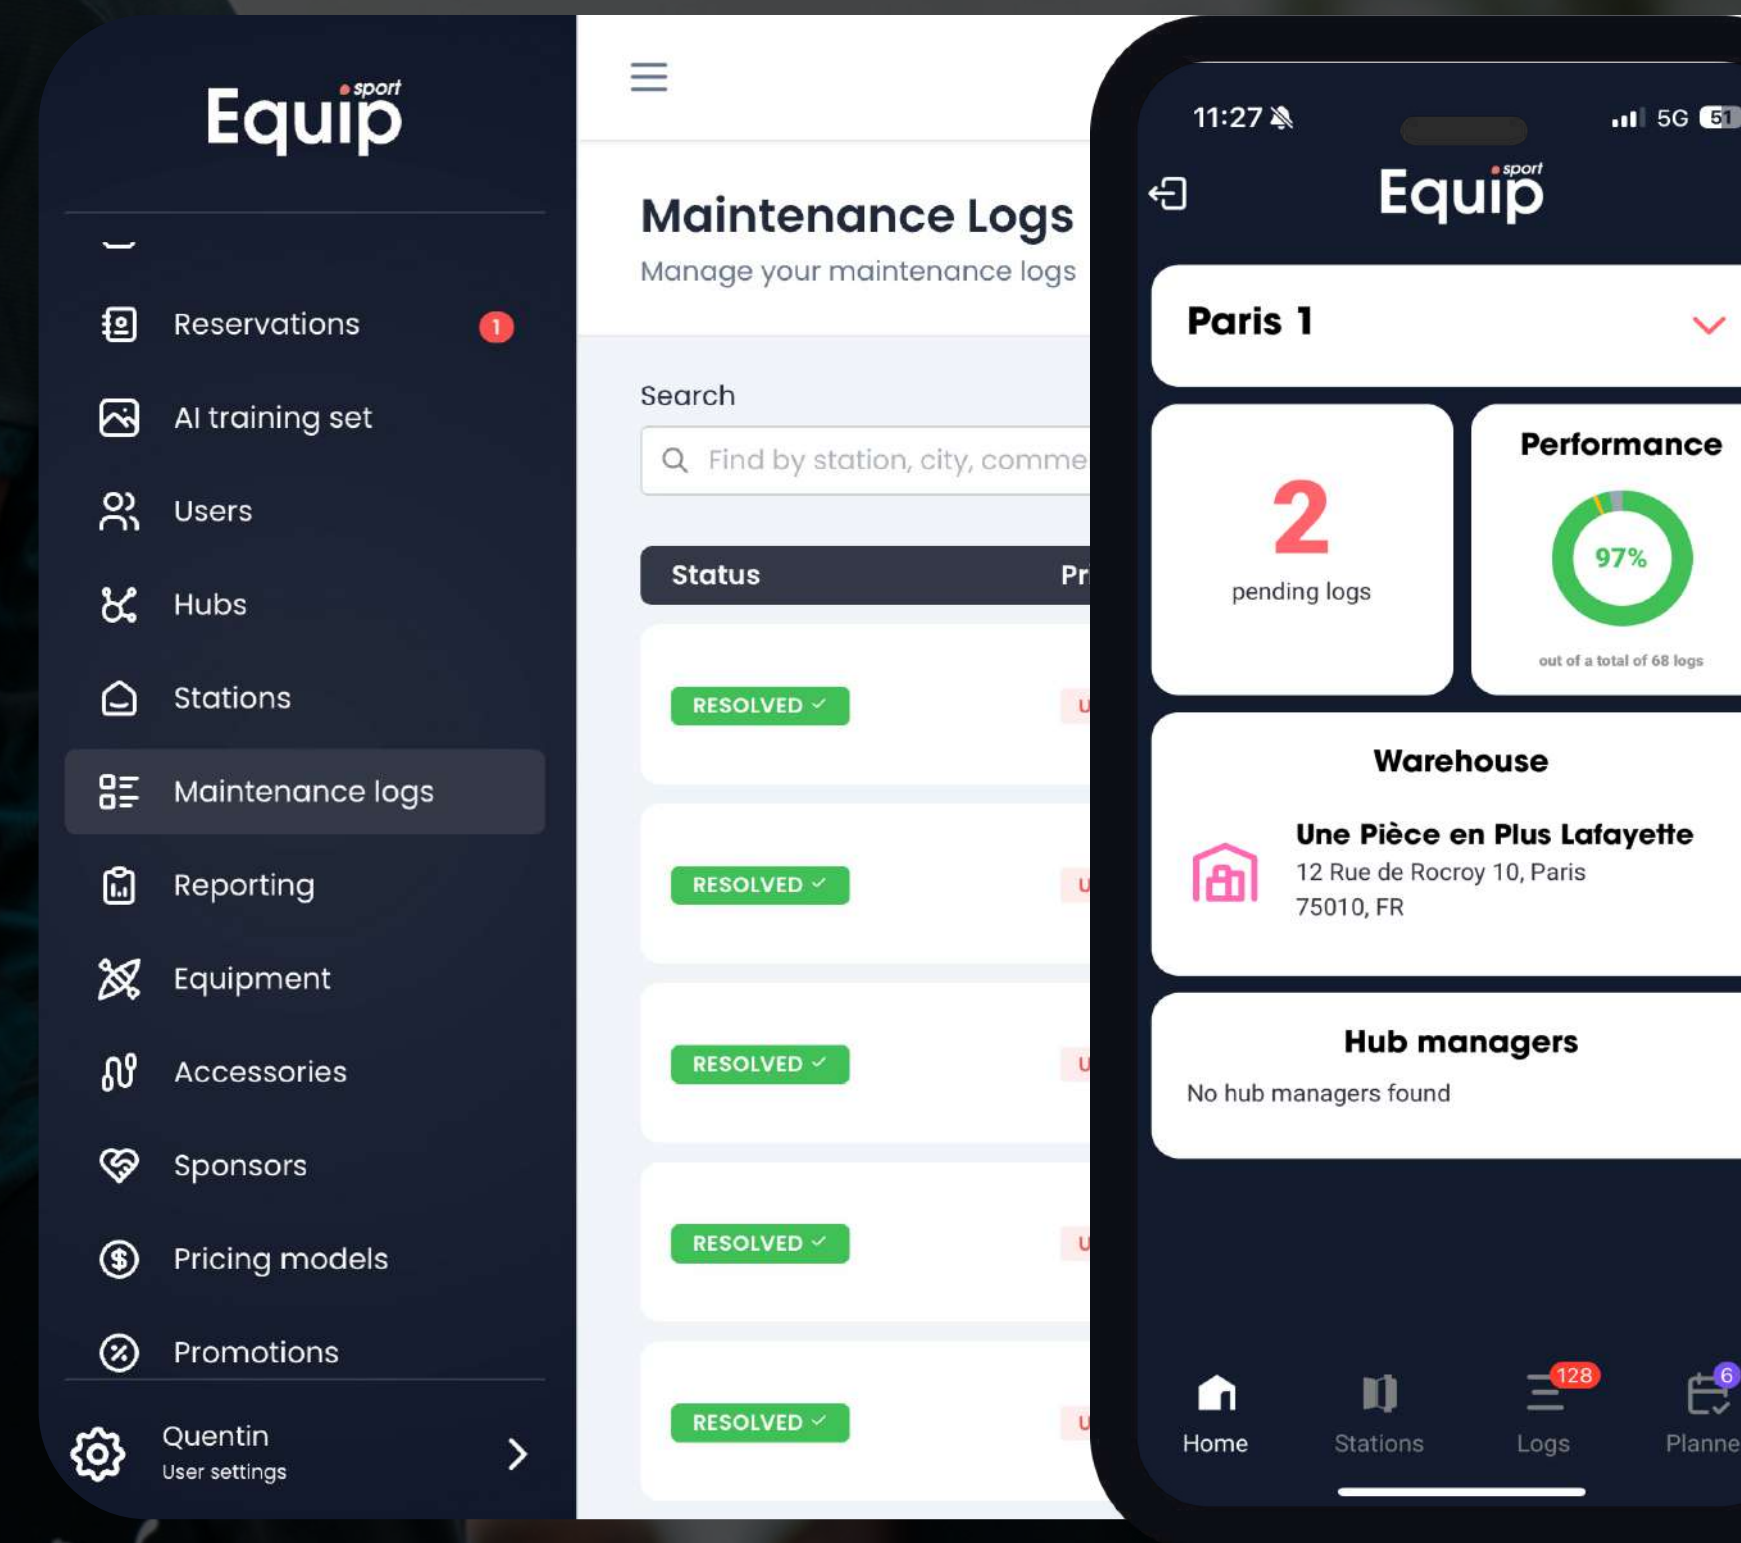 Equip sport
Reservations 1
AI training set
Users
Hubs
Stations
Maintenance logs
Reporting
Equipment
Accessories
Sponsors
Pricing models
Promotions
Quentin
User settings
Maintenance Logs
Manage your maintenance logs
Search
Find by station, city, comme
Status Pr
RESOLVED U
RESOLVED U
RESOLVED U
RESOLVED U
RESOLVED U
11:27 5G 51
Equip sport
Paris 1
2
pending logs
Performance
97%
out of a total of 68 logs
Warehouse
Une Pièce en Plus Lafayette
12 Rue de Rocroy 10, Paris
75010, FR
Hub managers
No hub managers found
128 6
Home Stations Logs Planne